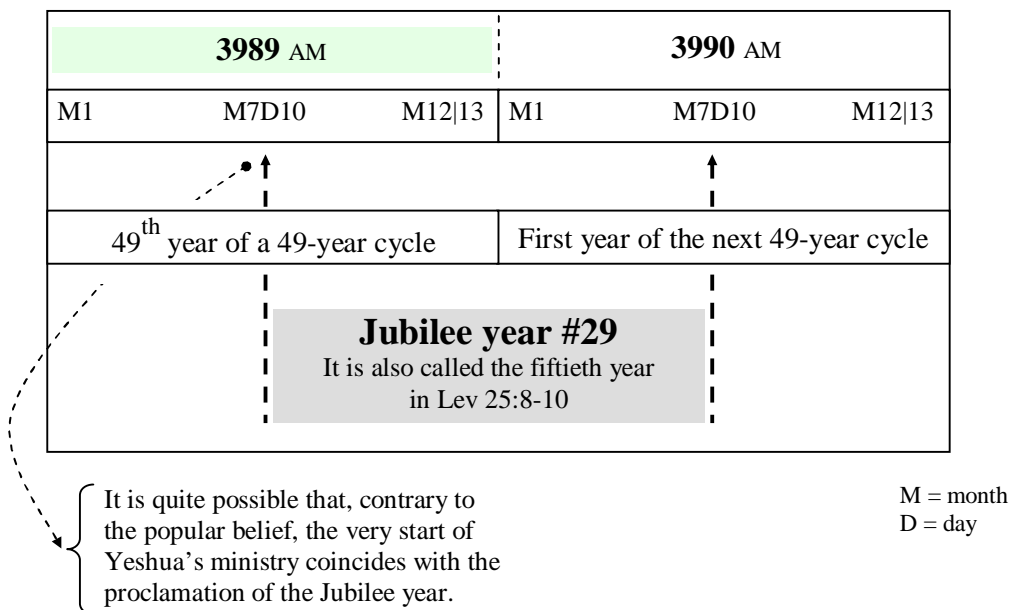 3989 AM
3990 AM
M1 M7D10 M12|13
M1 M7D10 M12|13
49th year of a 49-year cycle
First year of the next 49-year cycle
Jubilee year #29
It is also called the fiftieth year
in Lev 25:8-10
It is quite possible that, contrary to
the popular belief, the very start of
Yeshua’s ministry coincides with the
proclamation of the Jubilee year.
M = month
D = day